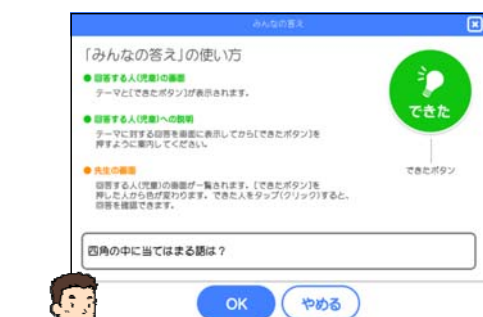 みんなの答え
「みんなの答え」の使い方
● 回答する人(児童)の画面
テーマと[できたボタン]が表示されます。
● 回答する人(児童)への説明
テーマに対する回答を画面に表示してから[できたボタン]を
押すように案内してください。
● 先生の画面
回答する人(児童)の画面が一覧されます。[できたボタン]を
押した人から色が変わります。できた人をタップ(クリック)すると、
回答を確認できます。
できた
できたボタン
四角の中に当てはまる語は？
OK
やめる